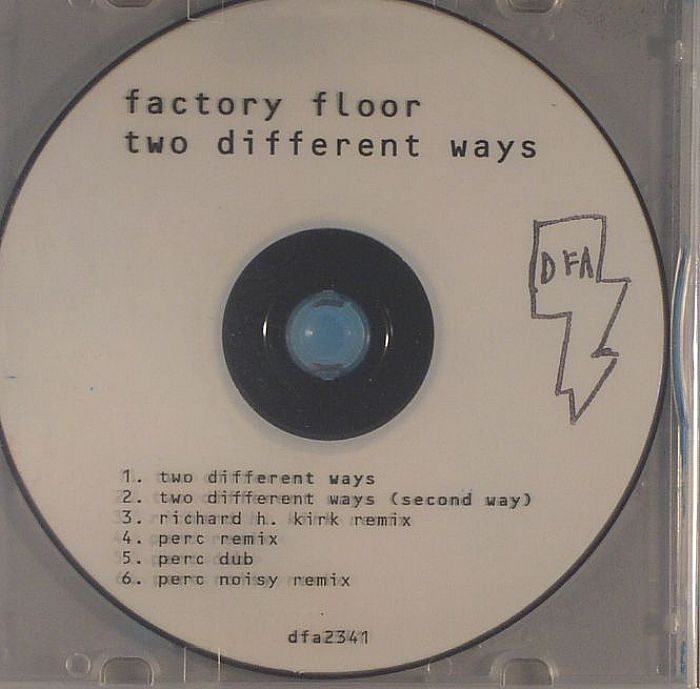 factory floor
two different ways
DFA
1. two different ways
2. two different ways (second way)
3. richard h. kirk remix
4. perc remix
5. perc dub
6. perc noisy remix
dfa2341